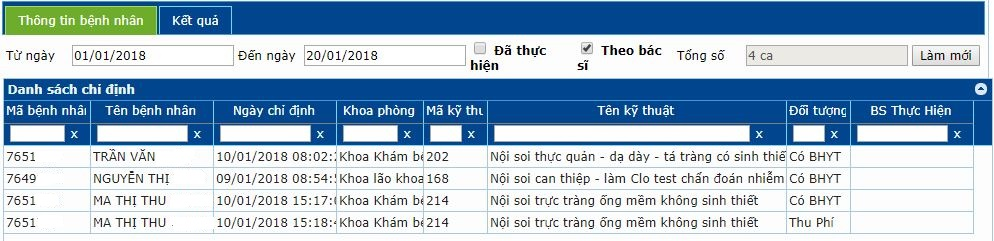 Thông tin bệnh nhân Kết quả
Từ ngày 01/01/2018 Đến ngày 20/01/2018 Đã thực hiện Theo bác sĩ Tổng số 4 ca Làm mới
Danh sách chỉ định
Mã bệnh nhân Tên bệnh nhân Ngày chỉ định Khoa phòng Mã kỹ thu Tên kỹ thuật Đối tượng BS Thực Hiện
x x x x x x x x
7651 TRẦN VĂN 10/01/2018 08:02:2 Khoa Khám bé 202 Nội soi thực quản - dạ dày - tá tràng có sinh thiế Có BHYT
7649 NGUYỄN THỊ 09/01/2018 08:54:5 Khoa lão khoa 168 Nội soi can thiệp - làm Clo test chẩn đoán nhiễm Có BHYT
7651 MA THỊ THU 10/01/2018 15:17:0 Khoa Khám bé 214 Nội soi trực tràng ống mềm không sinh thiết Có BHYT
7651 MA THỊ THU 10/01/2018 15:18:4 Khoa Khám bé 214 Nội soi trực tràng ống mềm không sinh thiết Thu Phí